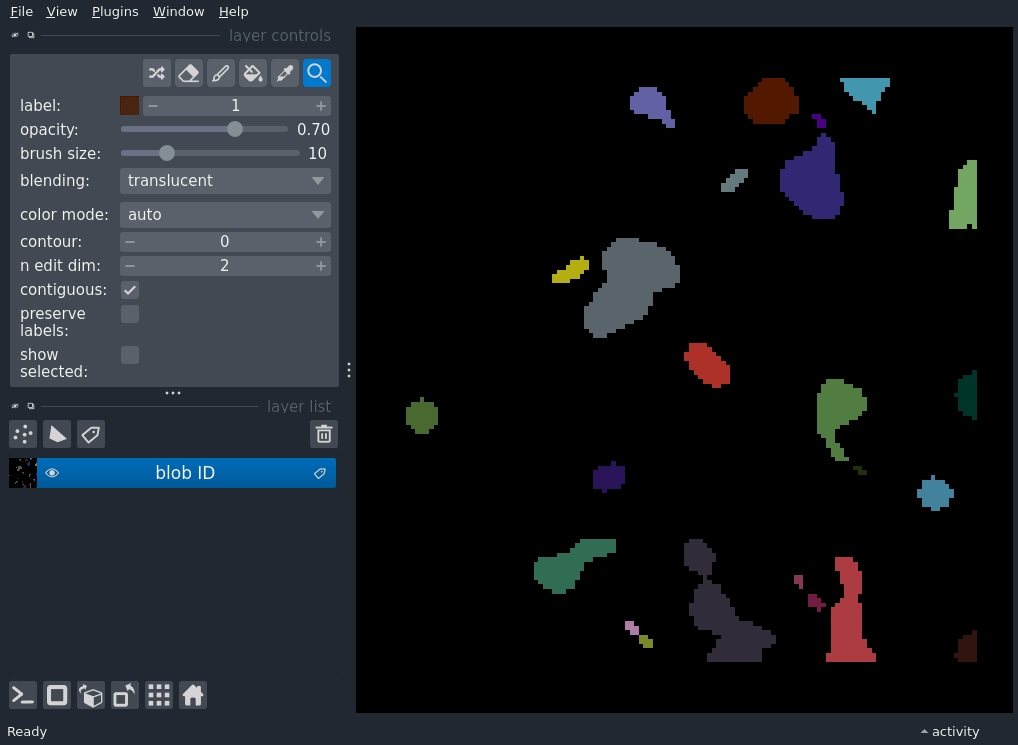 File View Plugins Window Help
layer controls
label: 1
opacity: 0.70
brush size: 10
blending: translucent
color mode: auto
contour: 0
n edit dim: 2
contiguous:
preserve
labels:
show
selected:
layer list
blob ID
Ready
activity